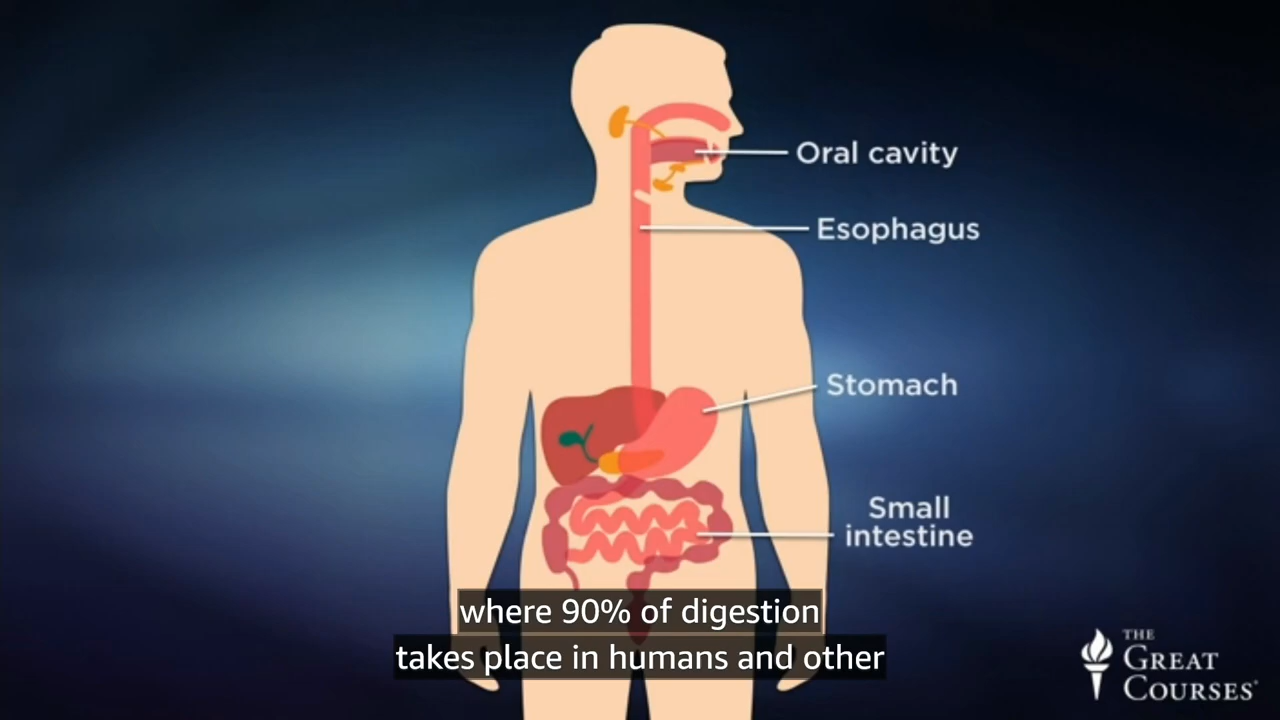 Oral cavity
Esophagus
Stomach
Small
intestine
where 90% of digestion
takes place in humans and other
THE
GREAT
COURSES®